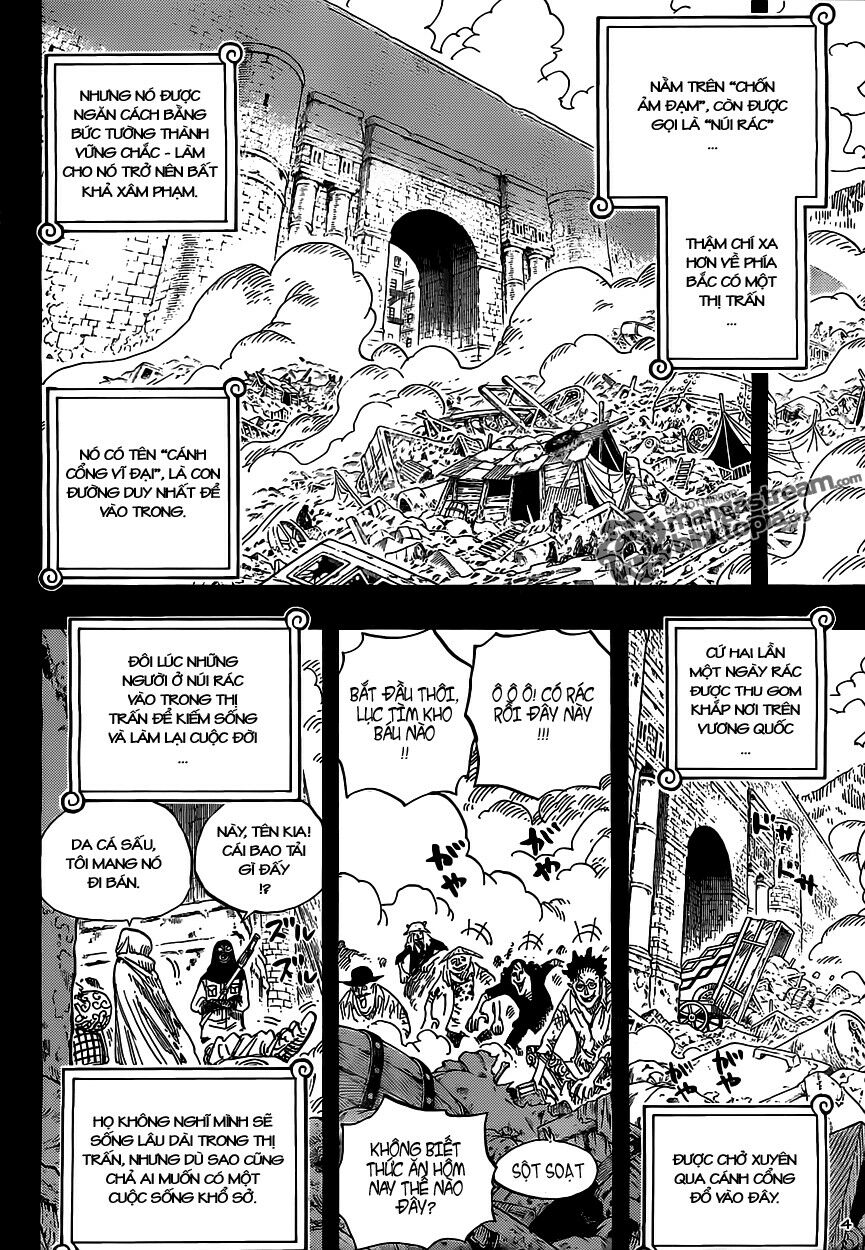 NẰM TRÊN "CHỐN
ẢM ĐẠM", CÒN ĐƯỢC
GỌI LÀ "NÚI RÁC"
...
THẬM CHÍ XA
HƠN VỀ PHÍA
BẮC CÓ MỘT
THỊ TRẤN
...
NHƯNG NÓ ĐƯỢC
NGĂN CÁCH BẰNG
BỨC TƯỜNG THÀNH
VỮNG CHẮC - LÀM
CHO NÓ TRỞ NÊN BẤT
KHẢ XÂM PHẠM.
NÓ CÓ TÊN "CÁNH
CỔNG VĨ ĐẠI", LÀ CON
ĐƯỜNG DUY NHẤT ĐỂ
VÀO TRONG.
mangastream.com
CỨ HAI LẦN
MỘT NGÀY RÁC
ĐƯỢC THU GOM
KHẮP NƠI TRÊN
VƯƠNG QUỐC
...
ĐƯỢC CHỞ XUYÊN
QUA CÁNH CỔNG
ĐỔ VÀO ĐÂY.
Ô Ô Ô! CÓ RÁC
RỒI ĐÂY NÀY
!!!
BẮT ĐẦU THÔI,
LỤC TÌM KHO
BÁU NÀO
!!
SỘT SOẠT
KHÔNG BIẾT
THỨC ĂN HÔM
NAY THẾ NÀO
ĐÂY?
ĐÔI LÚC NHỮNG
NGƯỜI Ở NÚI RÁC
VÀO TRONG THỊ
TRẤN ĐỂ KIẾM SỐNG
VÀ LÀM LẠI CUỘC ĐỜI
...
NÀY, TÊN KIA!
CÁI BAO TẢI
GÌ ĐẤY
!?
DA CÁ SẤU,
TÔI MANG NÓ
ĐI BÁN.
HỌ KHÔNG NGHĨ MÌNH SẼ
SỐNG LÂU DÀI TRONG THỊ
TRẤN, NHƯNG DÙ SAO CŨNG
CHẢ AI MUỐN CÓ MỘT
CUỘC SỐNG KHỔ SỞ.
4